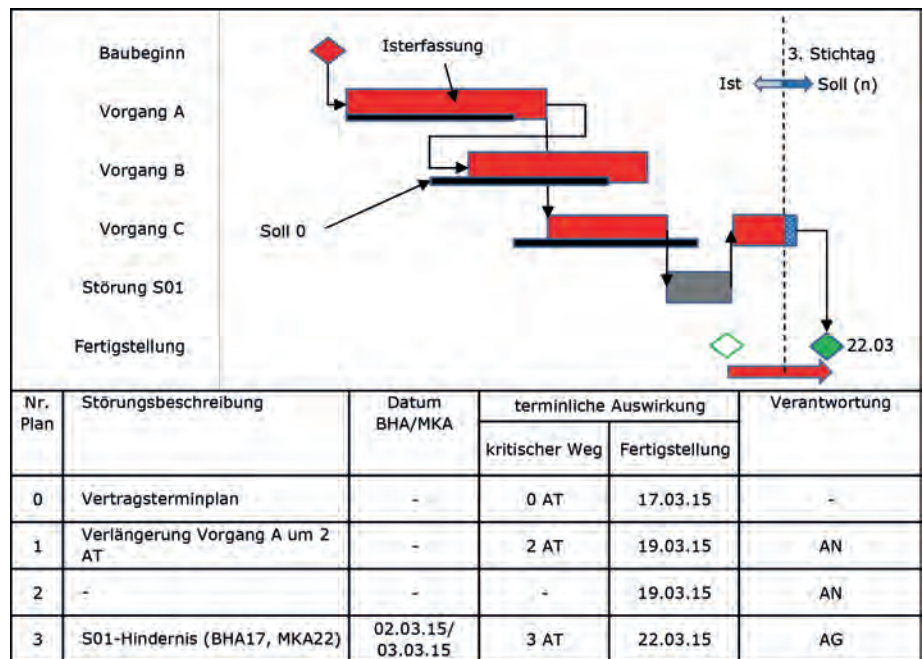 Baubeginn
Isterfassung
3. Stichtag
Ist
Soll (n)
Vorgang A
Vorgang B
Vorgang C
Soll 0
Störung S01
Fertigstellung
22.03
Nr. Plan
Störungsbeschreibung
Datum BHA/MKA
terminliche Auswirkung
Verantwortung
kritischer Weg
Fertigstellung
0 Vertragsterminplan - 0 AT 17.03.15 -
1 Verlängerung Vorgang A um 2 AT - 2 AT 19.03.15 AN
2 - - - 19.03.15 AN
3 S01-Hindernis (BHA17, MKA22) 02.03.15/ 03.03.15 3 AT 22.03.15 AG